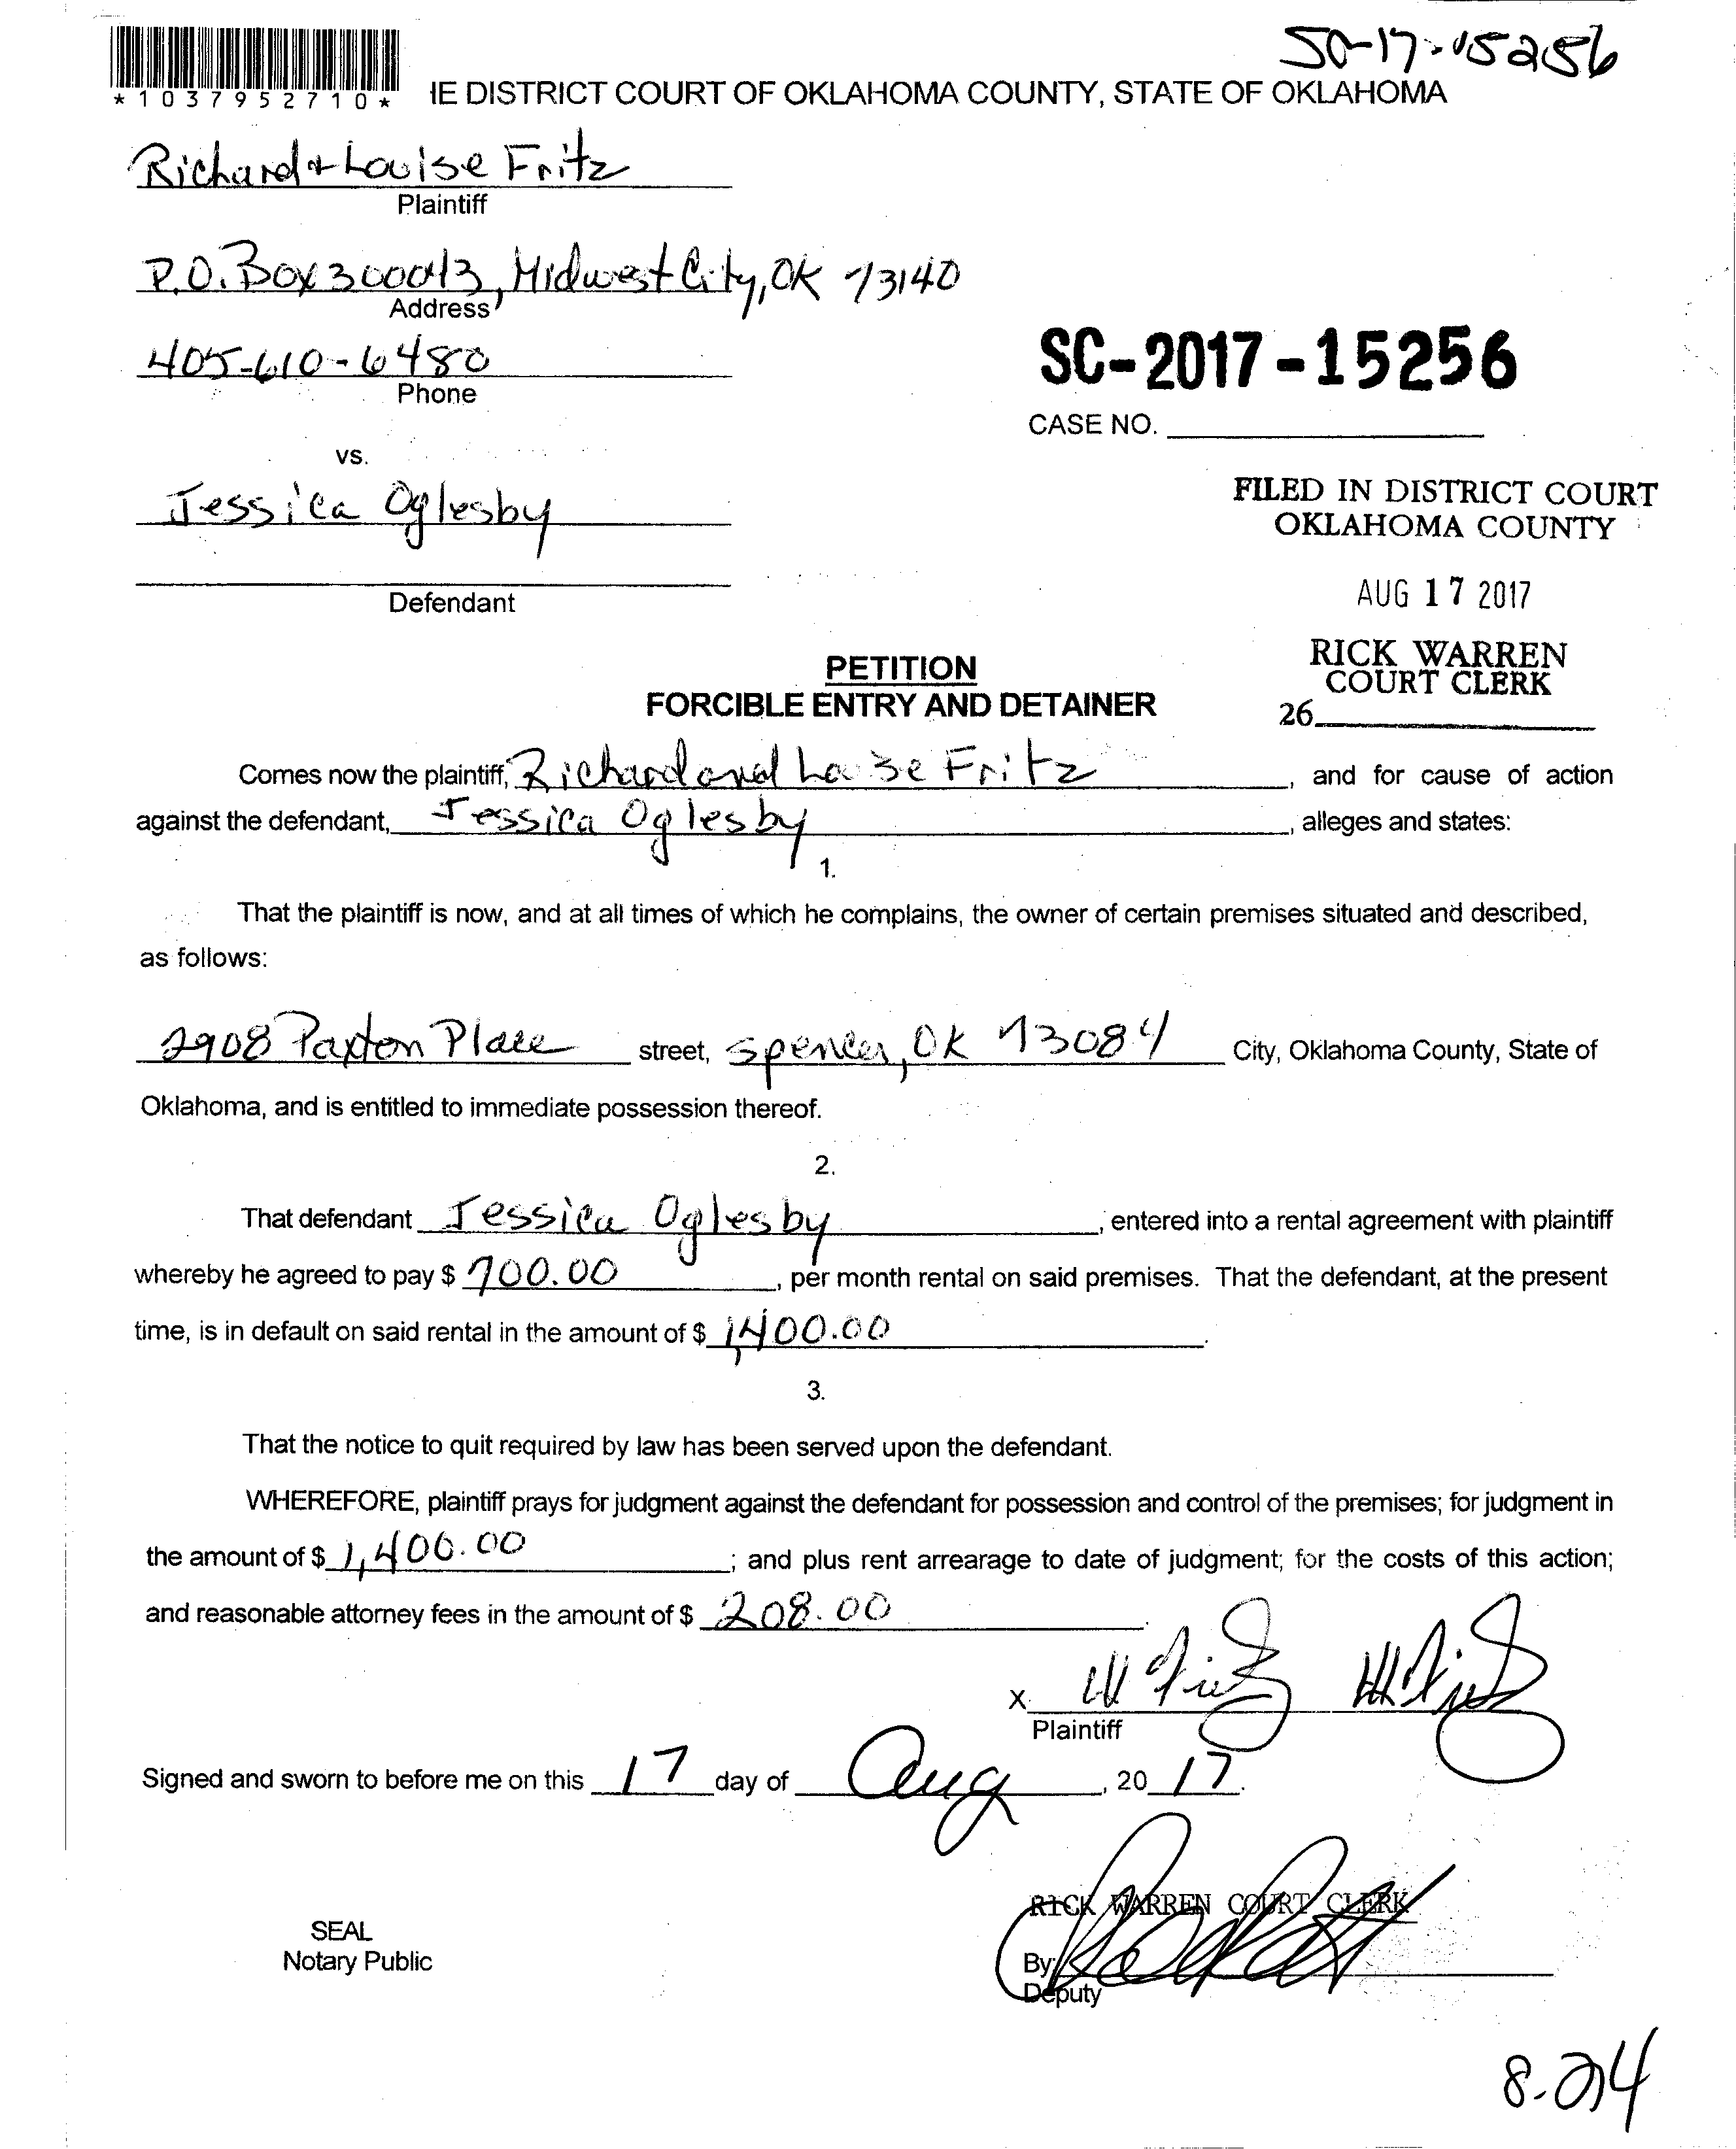 SC-17-15256
*1037952710* IE DISTRICT COURT OF OKLAHOMA COUNTY, STATE OF OKLAHOMA
Richard + Louise Fritz
Plaintiff
P.O. Box 300013, Midwest City, OK 73140
Address
405-610-6480
Phone
SC-2017-15256
CASE NO.
vs.
Jessica Oglesby
Defendant
FILED IN DISTRICT COURT
OKLAHOMA COUNTY
AUG 17 2017
RICK WARREN
COURT CLERK
26
PETITION
FORCIBLE ENTRY AND DETAINER
Comes now the plaintiff, Richard and Louise Fritz, and for cause of action
against the defendant, Jessica Oglesby, alleges and states:
1.
That the plaintiff is now, and at all times of which he complains, the owner of certain premises situated and described,
as follows:
2908 Paxton Place street, Spencer, OK 73084 City, Oklahoma County, State of
Oklahoma, and is entitled to immediate possession thereof.
2.
That defendant Jessica Oglesby, entered into a rental agreement with plaintiff
whereby he agreed to pay $ 700.00, per month rental on said premises. That the defendant, at the present
time, is in default on said rental in the amount of $ 1,400.00.
3.
That the notice to quit required by law has been served upon the defendant.
WHEREFORE, plaintiff prays for judgment against the defendant for possession and control of the premises; for judgment in
the amount of $ 1,400.00; and plus rent arrearage to date of judgment; for the costs of this action;
and reasonable attorney fees in the amount of $ 208.00.
X
Plaintiff
Signed and sworn to before me on this 17 day of Aug, 20 17.
RICK WARREN COURT CLERK
SEAL
Notary Public
By
Deputy